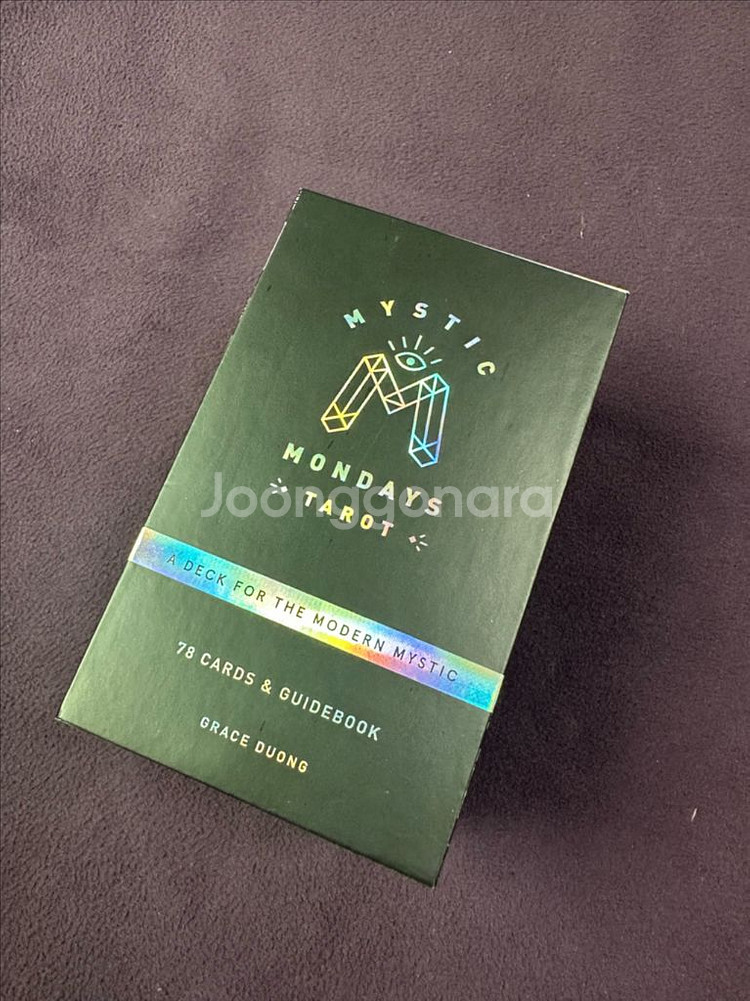 MYSTIC
M
MONDAYS
TAROT
Joonggonara
A DECK FOR THE MODERN MYSTIC
78 CARDS & GUIDEBOOK
GRACE DUONG